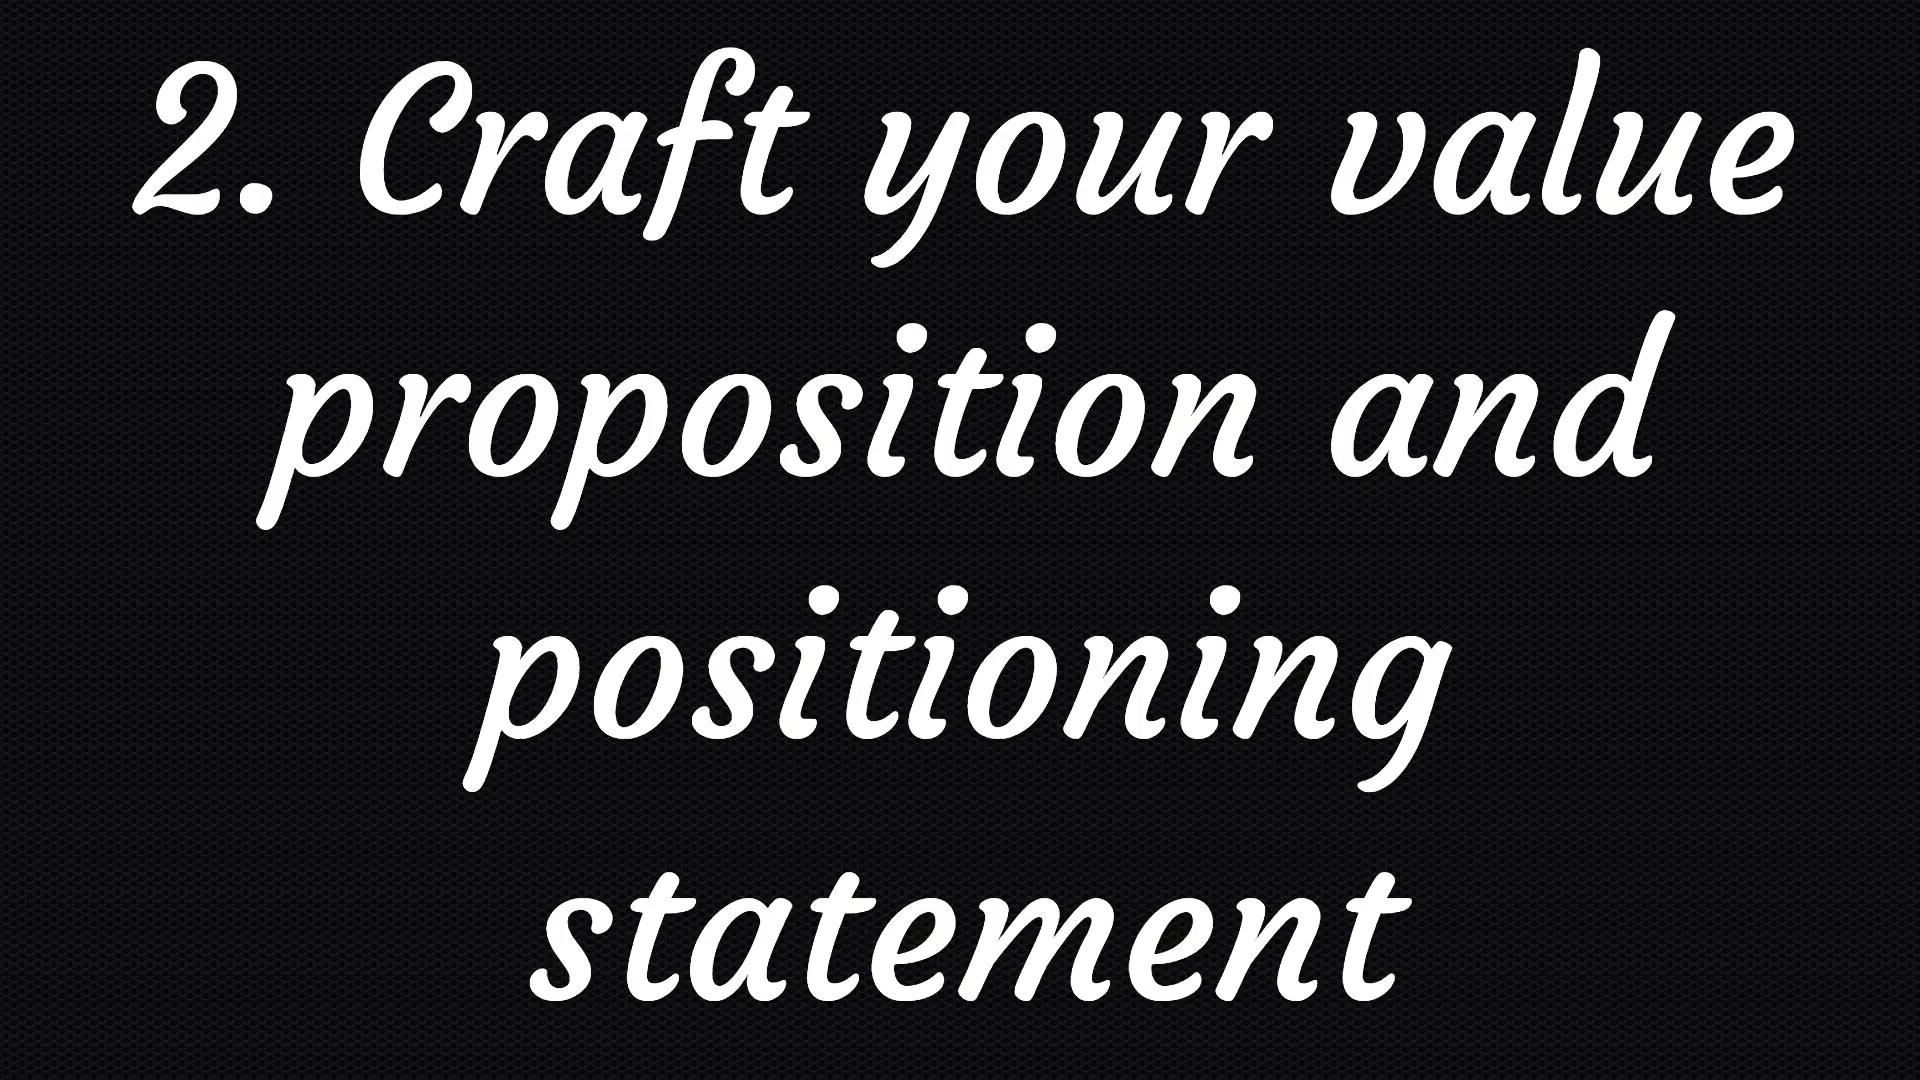 2. Craft your value
proposition and
positioning
statement